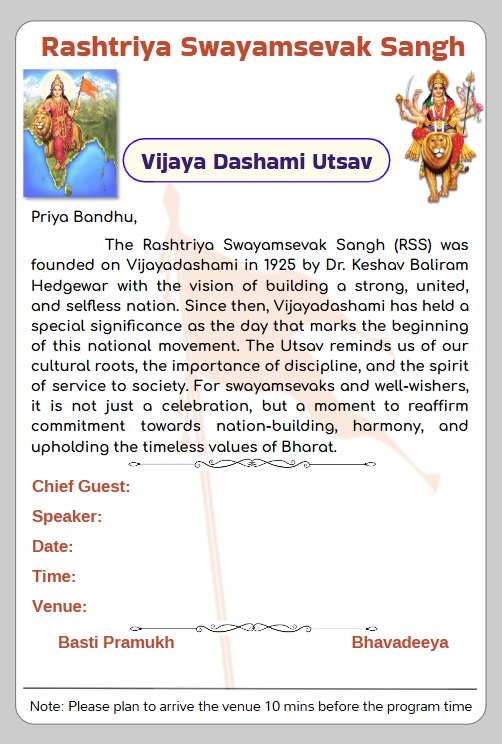 Rashtriya Swayamsevak Sangh
Vijaya Dashami Utsav
Priya Bandhu,
The Rashtriya Swayamsevak Sangh (RSS) was
founded on Vijayadashami in 1925 by Dr. Keshav Baliram
Hedgewar with the vision of building a strong, united,
and selfless nation. Since then, Vijayadashami has held a
special significance as the day that marks the beginning
of this national movement. The Utsav reminds us of our
cultural roots, the importance of discipline, and the spirit
of service to society. For swayamsevaks and well-wishers,
it is not just a celebration, but a moment to reaffirm
commitment towards nation-building, harmony, and
upholding the timeless values of Bharat.
Chief Guest:
Speaker:
Date:
Time:
Venue:
Basti Pramukh Bhavadeeya
Note: Please plan to arrive the venue 10 mins before the program time